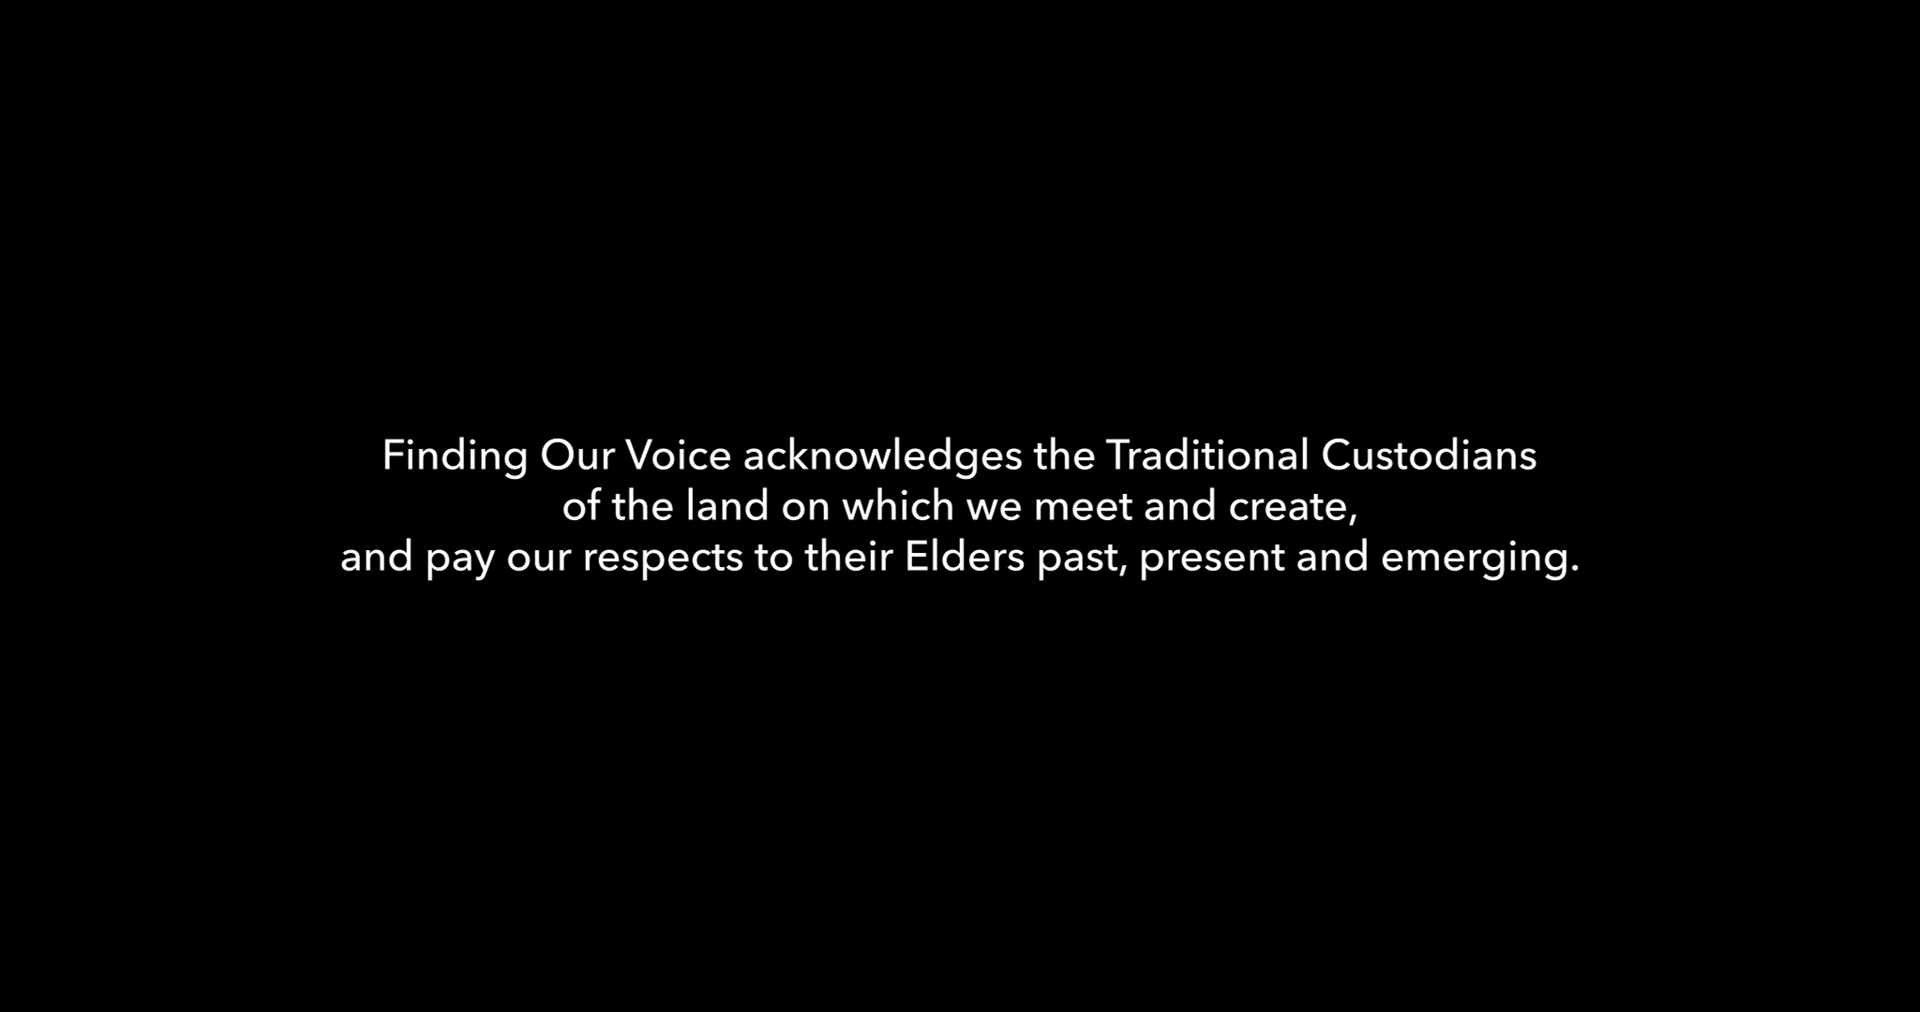 Finding Our Voice acknowledges the Traditional Custodians
of the land on which we meet and create,
and pay our respects to their Elders past, present and emerging.